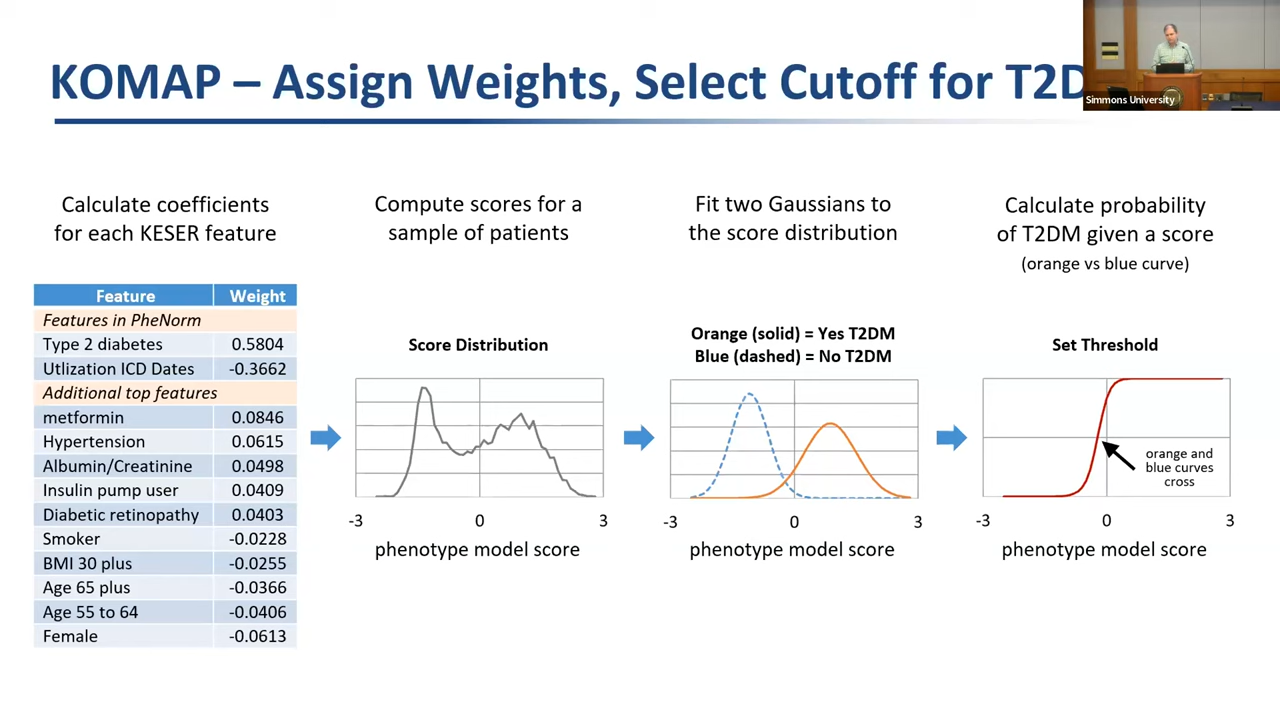 KOMAP – Assign Weights, Select Cutoff for T2D
Simmons University
Calculate coefficients
for each KESER feature
Feature Weight
Features in PheNorm
Type 2 diabetes 0.5804
Utlization ICD Dates -0.3662
Additional top features
metformin 0.0846
Hypertension 0.0615
Albumin/Creatinine 0.0498
Insulin pump user 0.0409
Diabetic retinopathy 0.0403
Smoker -0.0228
BMI 30 plus -0.0255
Age 65 plus -0.0366
Age 55 to 64 -0.0406
Female -0.0613
Compute scores for a
sample of patients
Score Distribution
-3 0 3
phenotype model score
Fit two Gaussians to
the score distribution
Orange (solid) = Yes T2DM
Blue (dashed) = No T2DM
-3 0 3
phenotype model score
Calculate probability
of T2DM given a score
(orange vs blue curve)
Set Threshold
orange and
blue curves
cross
-3 0 3
phenotype model score